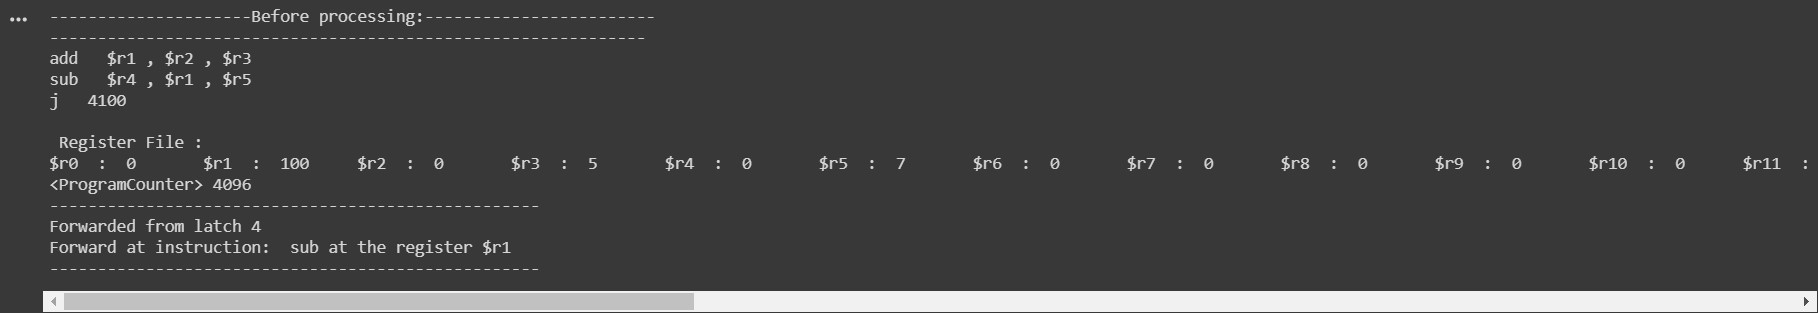 ...
---------------------Before processing:------------------------
--------------------------------------------------------------
add   $r1 , $r2 , $r3
sub   $r4 , $r1 , $r5
j   4100
Register File :
$r0  :  0       $r1  :  100     $r2  :  0       $r3  :  5       $r4  :  0       $r5  :  7       $r6  :  0       $r7  :  0       $r8  :  0       $r9  :  0       $r10  :  0      $r11  :
<ProgramCounter> 4096
---------------------------------------------------
Forwarded from latch 4
Forward at instruction:  sub at the register $r1
---------------------------------------------------